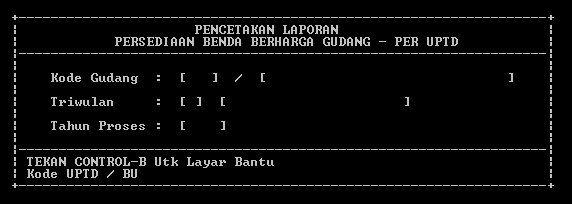 PENCETAKAN LAPORAN
PERSEDIAAN BENDA BERHARGA GUDANG - PER UPTD
Kode Gudang : [ ] / [ ]
Triwulan : [ ] [ ]
Tahun Proses : [ ]
TEKAN CONTROL-B Utk Layar Bantu
Kode UPTD / BU